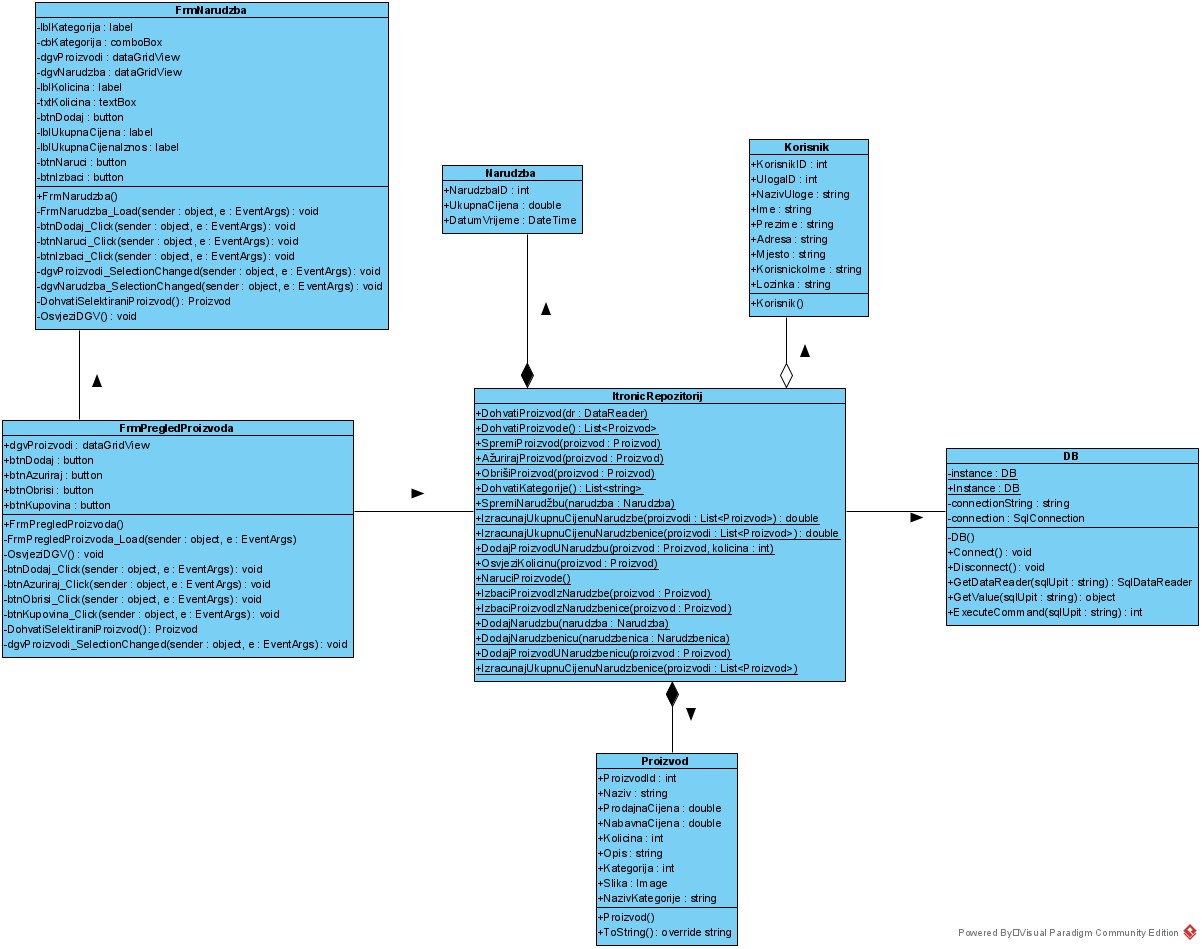 FrmNarudzba
-lblKategorija : label
-cbKategorija : comboBox
-dgvProizvodi : dataGridView
-dgvNarudzba : dataGridView
-lblKolicina : label
-txtKolicina : textBox
-btnDodaj : button
-lblUkupnaCijena : label
-lblUkupnaCijenaIznos : label
-btnNaruci : button
-btnIzbaci : button
+FrmNarudzba()
-FrmNarudzba_Load(sender : object, e : EventArgs) : void
-btnDodaj_Click(sender : object, e : EventArgs) : void
-btnNaruci_Click(sender : object, e : EventArgs) : void
-btnIzbaci_Click(sender : object, e : EventArgs) : void
-dgvProizvodi_SelectionChanged(sender : object, e : EventArgs) : void
-dgvNarudzba_SelectionChanged(sender : object, e : EventArgs) : void
-DohvatiSelektiraniProizvod() : Proizvod
-OsvjeziDGV() : void
Narudzba
+NarudzbaID : int
+UkupnaCijena : double
+DatumVrijeme : DateTime
Korisnik
+KorisnikID : int
+UlogaID : int
+NazivUloge : string
+Ime : string
+Prezime : string
+Adresa : string
+Mjesto : string
+KorisnickoIme : string
+Lozinka : string
+Korisnik()
FrmPregledProizvoda
+dgvProizvodi : dataGridView
+btnDodaj : button
+btnAzuriraj : button
+btnObrisi : button
+btnKupovina : button
+FrmPregledProizvoda()
-FrmPregledProizvoda_Load(sender : object, e : EventArgs)
-OsvjeziDGV() : void
-btnDodaj_Click(sender : object, e : EventArgs) : void
-btnAzuriraj_Click(sender : object, e : EventArgs) : void
-btnObrisi_Click(sender : object, e : EventArgs) : void
-btnKupovina_Click(sender : object, e : EventArgs) : void
-DohvatiSelektiraniProizvod() : Proizvod
-dgvProizvodi_SelectionChanged(sender : object, e : EventArgs) : void
ItronicRepozitorij
+DohvatiProizvod(dr : DataReader)
+DohvatiProizvode() : List<Proizvod>
+SpremiProizvod(proizvod : Proizvod)
+AžurirajProizvod(proizvod : Proizvod)
+ObrišiProizvod(proizvod : Proizvod)
+DohvatiKategorije() : List<string>
+SpremiNarudžbu(narudzba : Narudzba)
+IzracunajUkupnuCijenuNarudzbe(proizvodi : List<Proizvod>) : double
+IzracunajUkupnuCijenuNarudzbenice(proizvodi : List<Proizvod>) : double
+DodajProizvodUNarudzbu(proizvod : Proizvod, kolicina : int)
+OsvjeziKolicinu(proizvod : Proizvod)
+NaruciProizvode()
+IzbaciProizvodIzNarudzbe(proizvod : Proizvod)
+IzbaciProizvodIzNarudzbenice(proizvod : Proizvod)
+DodajNarudzbu(narudzba : Narudzba)
+DodajNarudzbenicu(narudzbenica : Narudzbenica)
+DodajProizvodUNarudzbenicu(proizvod : Proizvod)
+IzracunajUkupnuCijenuNarudzbenice(proizvodi : List<Proizvod>)
DB
-instance : DB
+Instance : DB
-connectionString : string
-connection : SqlConnection
-DB()
+Connect() : void
+Disconnect() : void
+GetDataReader(sqlUpit : string) : SqlDataReader
+GetValue(sqlUpit : string) : object
+ExecuteCommand(sqlUpit : string) : int
Proizvod
+ProizvodId : int
+Naziv : string
+ProdajnaCijena : double
+NabavnaCijena : double
+Kolicina : int
+Opis : string
+Kategorija : int
+Slika : Image
+NazivKategorije : string
+Proizvod()
+ToString() : override string
Powered By Visual Paradigm Community Edition